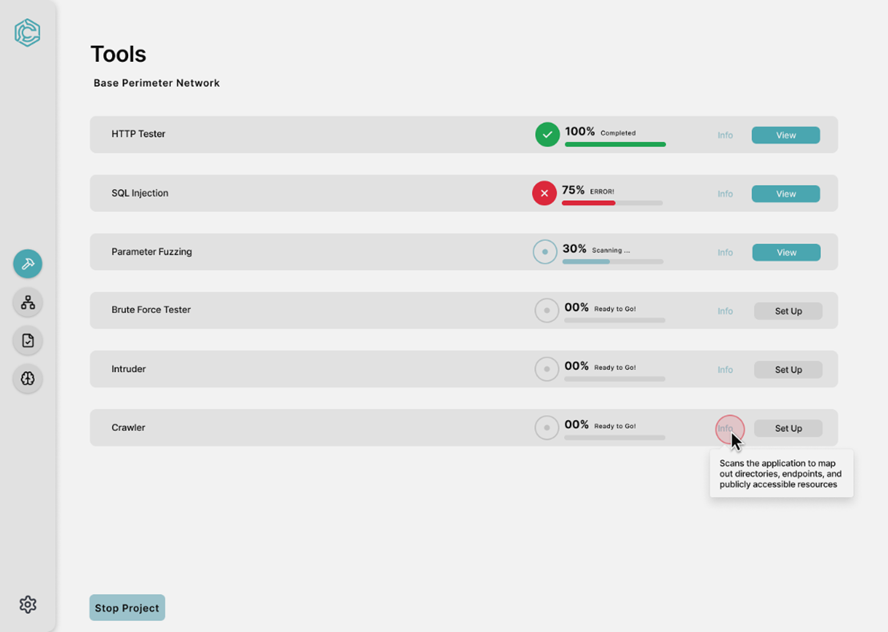 Tools
Base Perimeter Network
HTTP Tester 100% Completed Info View
SQL Injection 75% ERROR! Info View
Parameter Fuzzing 30% Scanning ... Info View
Brute Force Tester 00% Ready to Go! Info Set Up
Intruder 00% Ready to Go! Info Set Up
Crawler 00% Ready to Go! Info Set Up
Scans the application to map
out directories, endpoints, and
publicly accessible resources
Stop Project